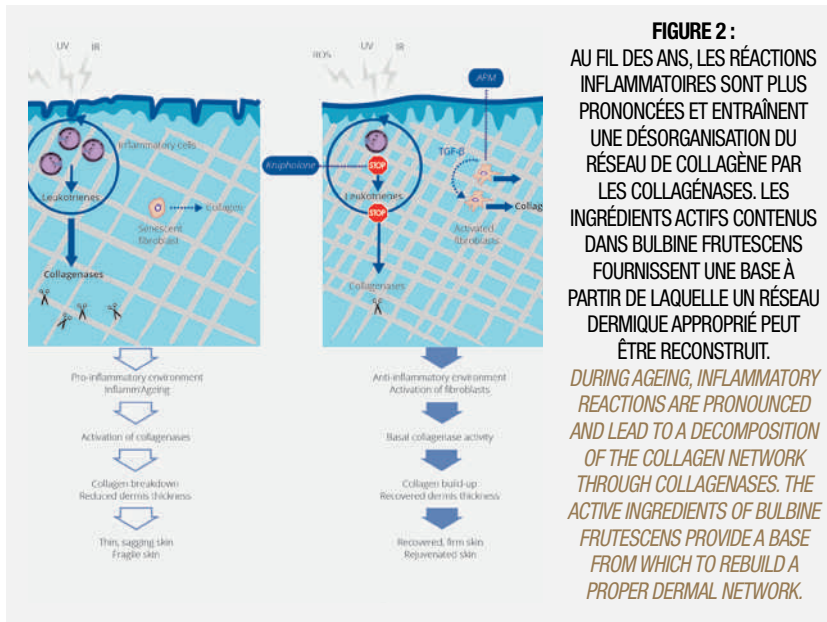 UV IR
Inflammatory cells
Leukotrienes
Collagen
Senescent
fibroblast
Collagenases
Pro-inflammatory environment
Inflamm'Ageing
Activation of collagenases
Collagen breakdown
Reduced dermis thickness
Thin, sagging skin
Fragile skin
ROS UV IR
APM
TGF-β
Knipholone
STOP
Leukotrienes
STOP
Collag
Activated
fibroblasts
Collagenases
Anti-inflammatory environment
Activation of fibroblasts
Basal collagenase activity
Collagen build-up
Recovered dermis thickness
Recovered, firm skin
Rejuvenated skin
FIGURE 2 :
AU FIL DES ANS, LES RÉACTIONS
INFLAMMATOIRES SONT PLUS
PRONONCÉES ET ENTRAÎNENT
UNE DÉSORGANISATION DU
RÉSEAU DE COLLAGÈNE PAR
LES COLLAGÉNASES. LES
INGRÉDIENTS ACTIFS CONTENUS
DANS BULBINE FRUTESCENS
FOURNISSENT UNE BASE À
PARTIR DE LAQUELLE UN RÉSEAU
DERMIQUE APPROPRIÉ PEUT
ÊTRE RECONSTRUIT.
DURING AGEING, INFLAMMATORY
REACTIONS ARE PRONOUNCED
AND LEAD TO A DECOMPOSITION
OF THE COLLAGEN NETWORK
THROUGH COLLAGENASES. THE
ACTIVE INGREDIENTS OF BULBINE
FRUTESCENS PROVIDE A BASE
FROM WHICH TO REBUILD A
PROPER DERMAL NETWORK.